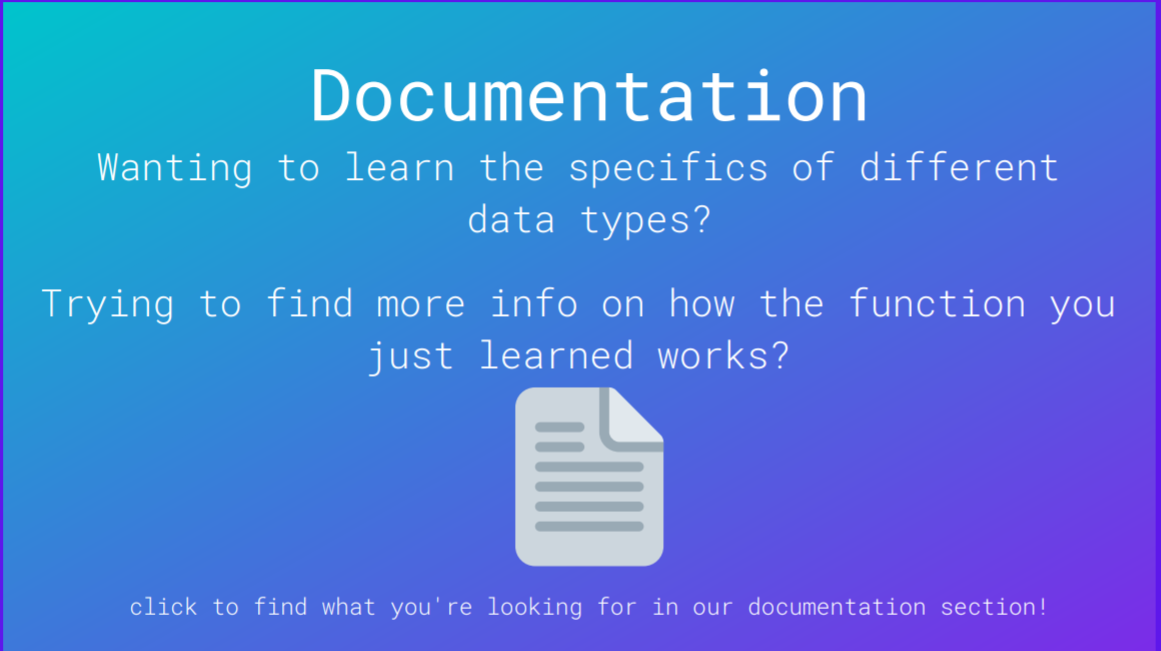 Documentation
Wanting to learn the specifics of different
data types?
Trying to find more info on how the function you
just learned works?
click to find what you're looking for in our documentation section!